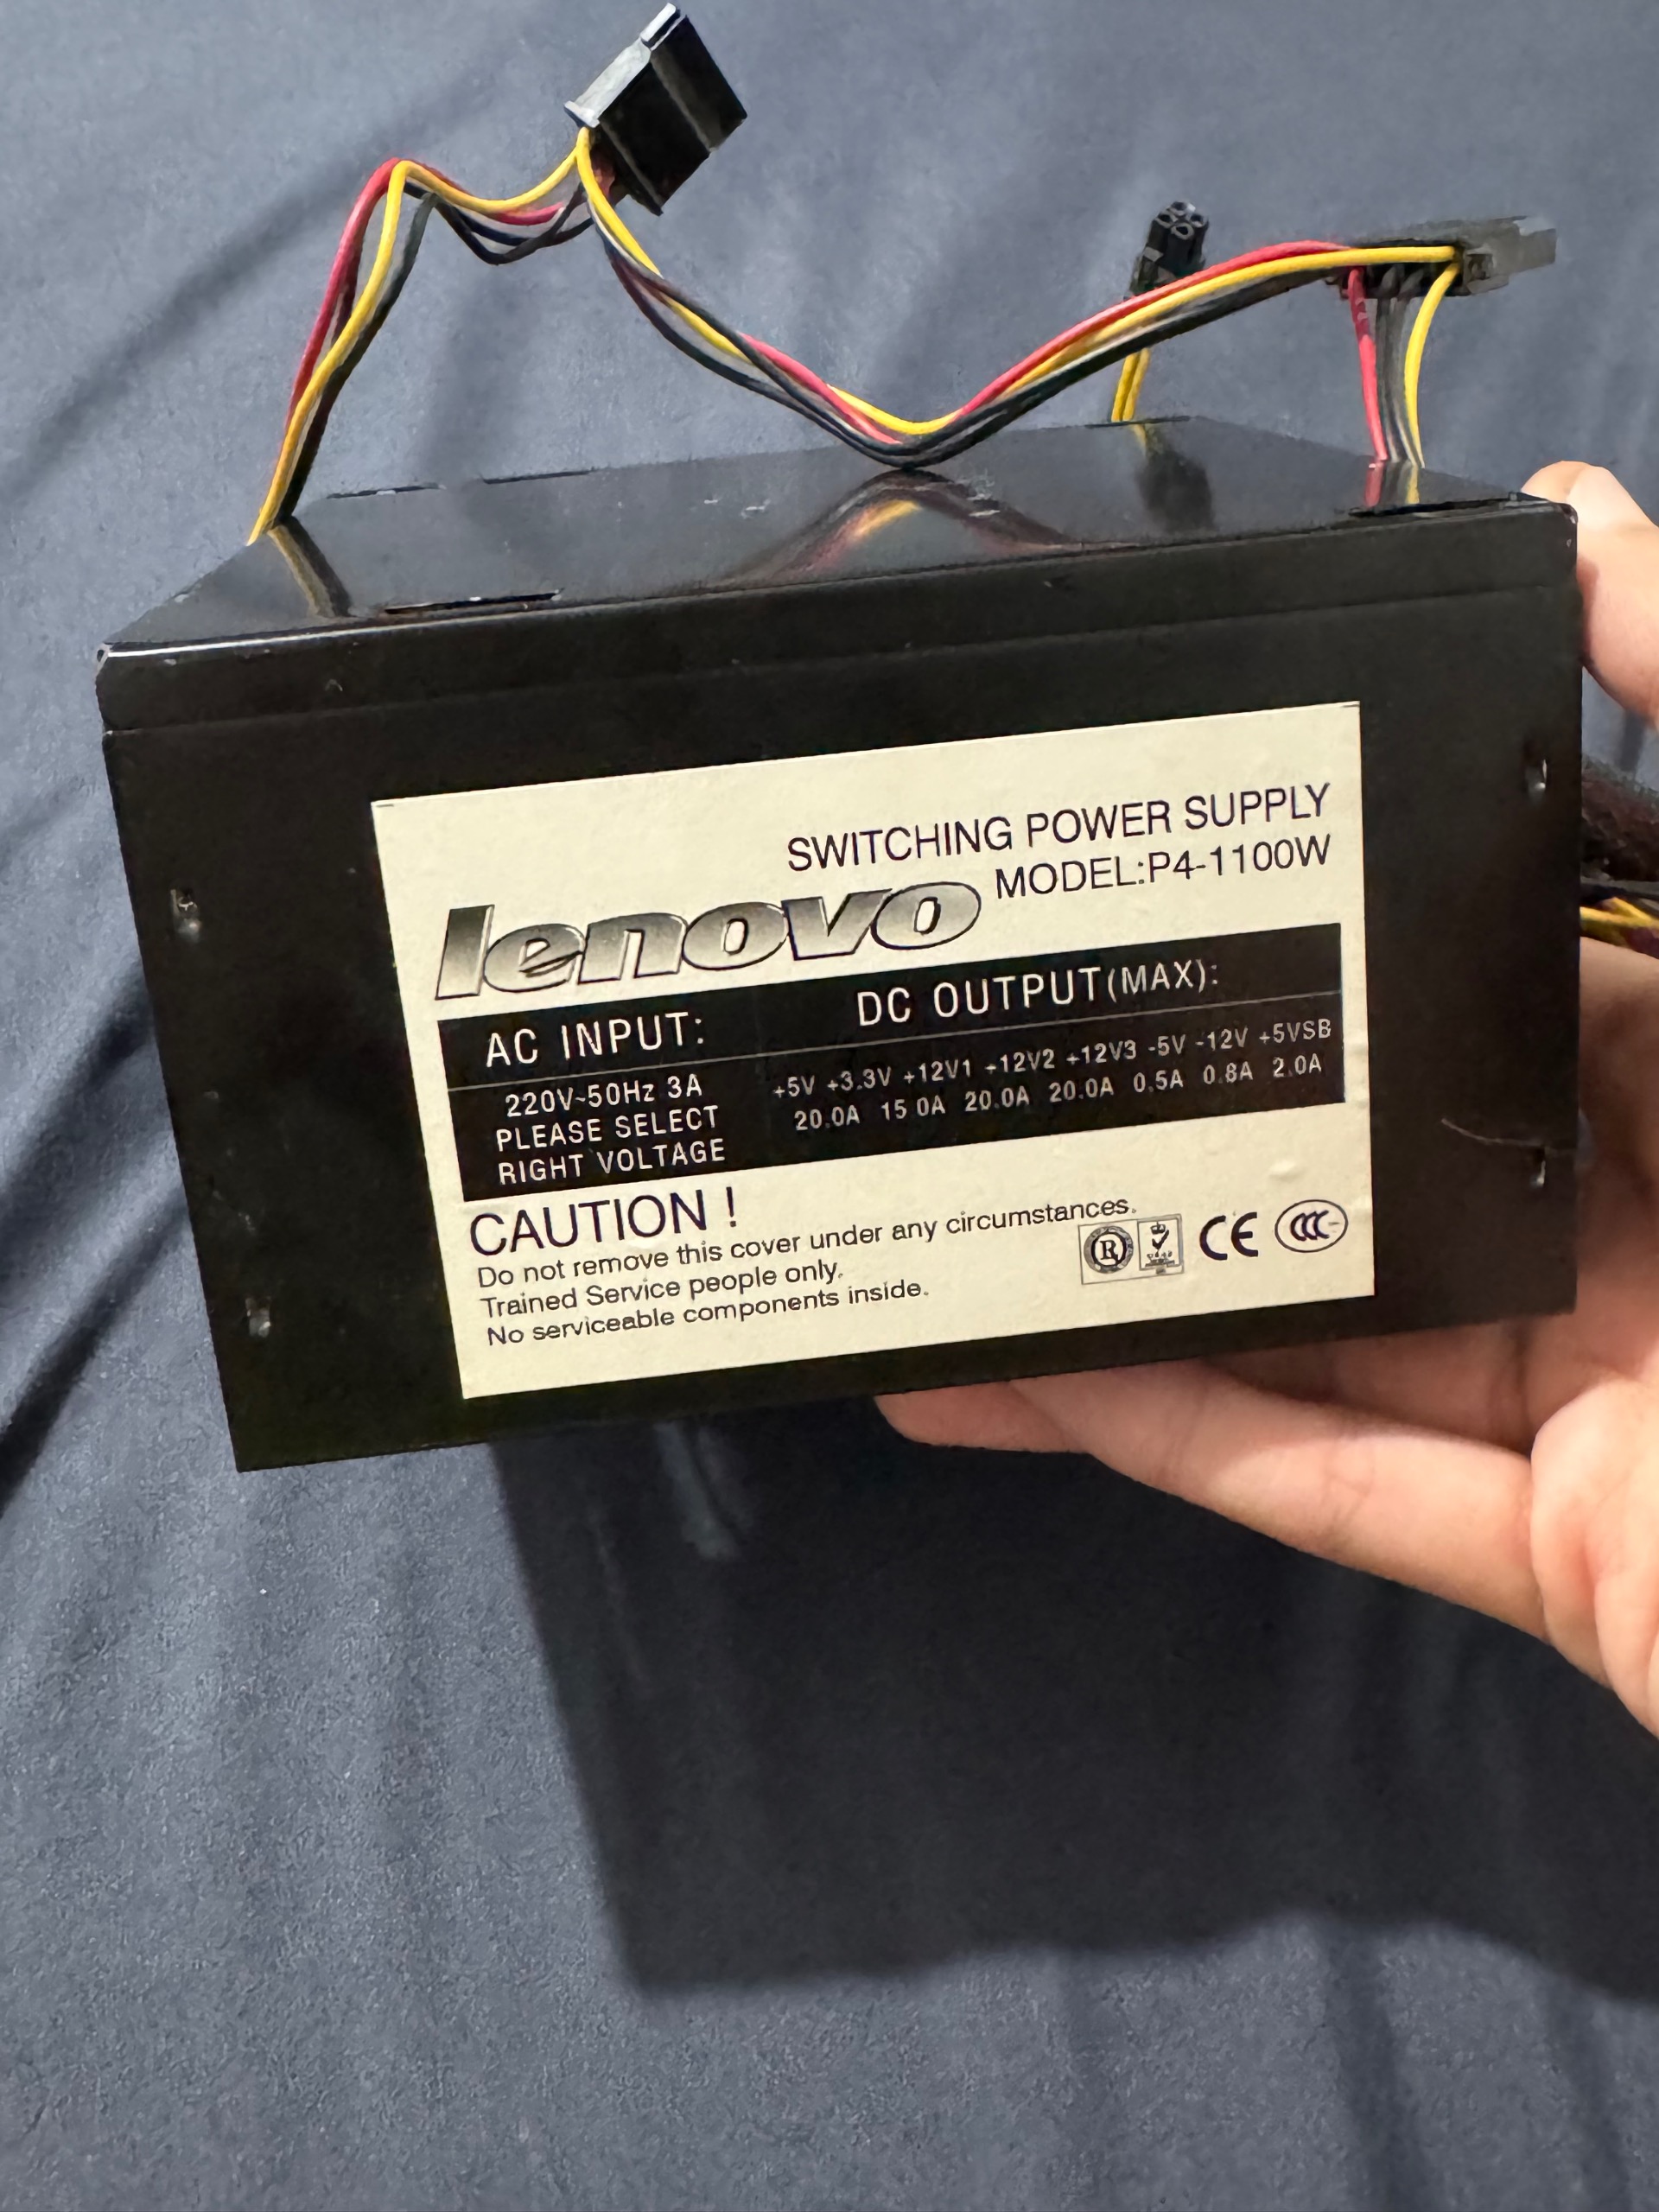 SWITCHING POWER SUPPLY
MODEL:P4-1100W
lenovo
AC INPUT:
DC OUTPUT(MAX):
220V~50Hz 3A
PLEASE SELECT
RIGHT VOLTAGE
+5V +3.3V +12V1 +12V2 +12V3 -5V -12V +5VSB
20.0A 15.0A 20.0A 20.0A 0.5A 0.8A 2.0A
CAUTION !
Do not remove this cover under any circumstances.
Trained Service people only.
No serviceable components inside.
R CE CCC